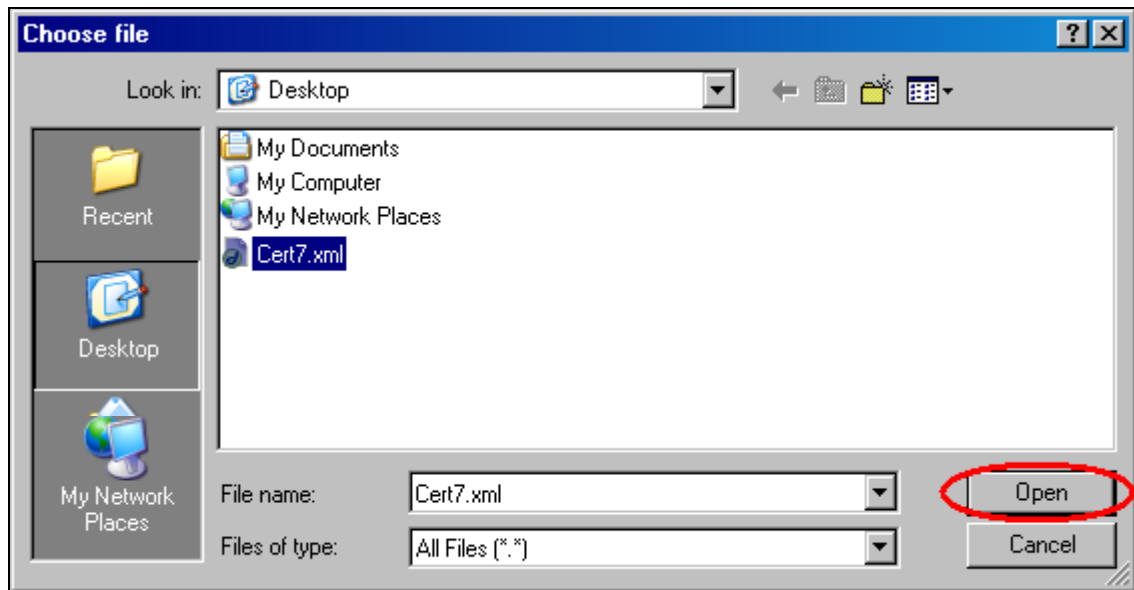 Choose file
Look in: Desktop
My Documents
My Computer
My Network Places
Cert7.xml
Recent
Desktop
My Network
Places
File name: Cert7.xml Open
Files of type: All Files (*.*) Cancel